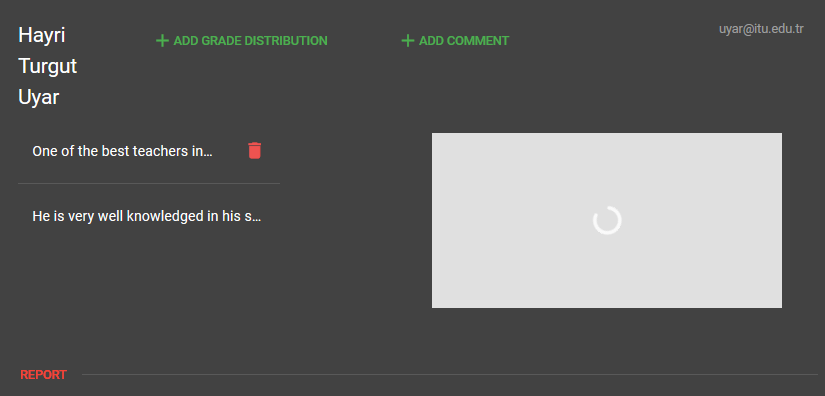 Hayri
Turgut
Uyar
ADD GRADE DISTRIBUTION
ADD COMMENT
uyar@itu.edu.tr
One of the best teachers in...
He is very well knowledged in his s...
REPORT